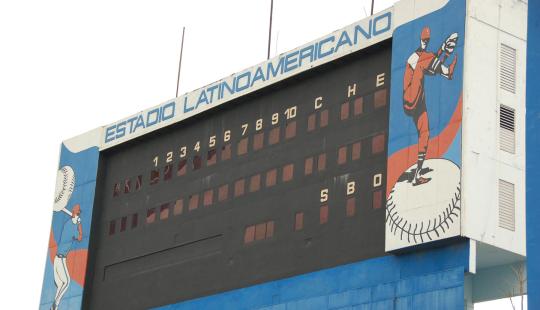 ESTADIO LATINOAMERICANO
1 2 3 4 5 6 7 8 9 10 C H E
S B O